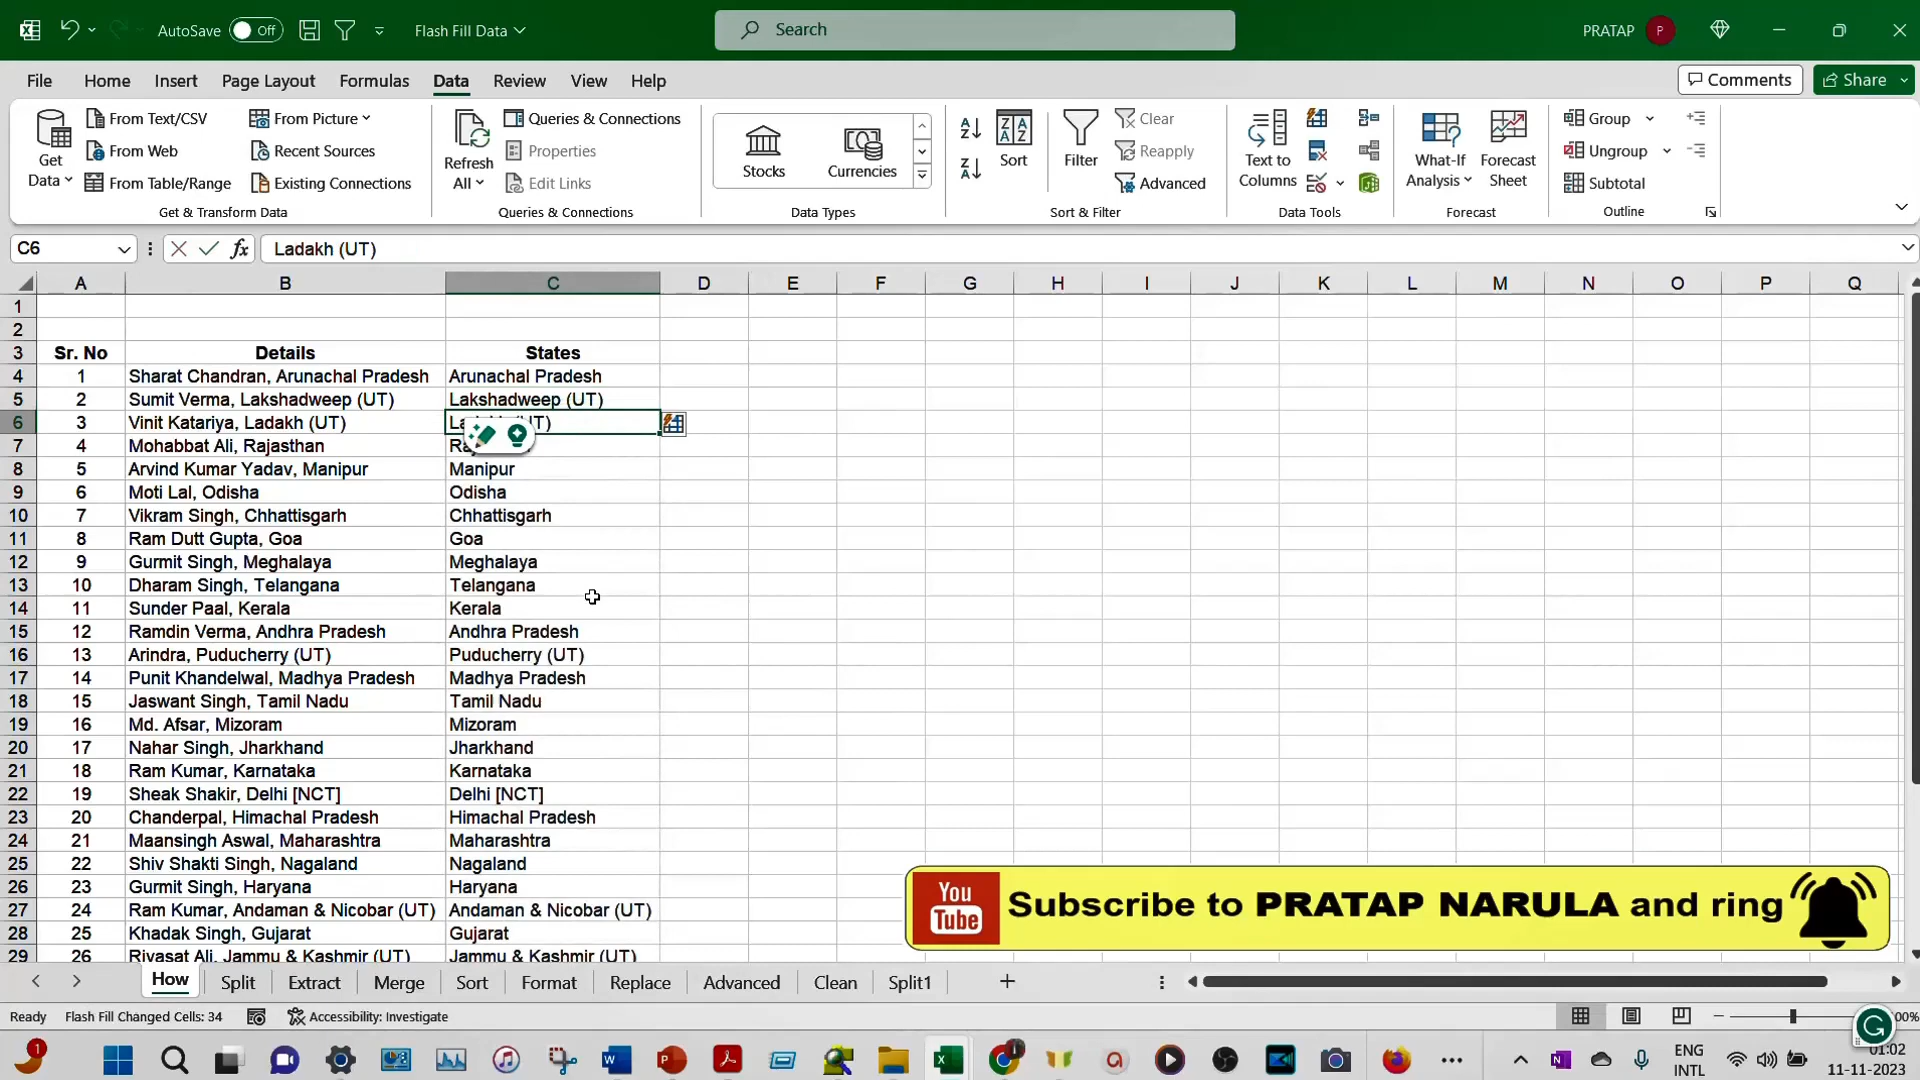 AutoSave Off Flash Fill Data Search PRATAP P
File Home Insert Page Layout Formulas Data Review View Help Comments Share
From Text/CSV From Picture Queries & Connections Clear Group
Get Data From Web Recent Sources Refresh All Properties Stocks Currencies Sort Filter Reapply Text to Columns What-If Analysis Forecast Sheet Ungroup
From Table/Range Existing Connections Edit Links Advanced Subtotal
Get & Transform Data Queries & Connections Data Types Sort & Filter Data Tools Forecast Outline
C6 fx Ladakh (UT)
A B C D E F G H I J K L M N O P Q
1
2
3 Sr. No Details States
4 1 Sharat Chandran, Arunachal Pradesh Arunachal Pradesh
5 2 Sumit Verma, Lakshadweep (UT) Lakshadweep (UT)
6 3 Vinit Katariya, Ladakh (UT)
7 4 Mohabbat Ali, Rajasthan
8 5 Arvind Kumar Yadav, Manipur Manipur
9 6 Moti Lal, Odisha Odisha
10 7 Vikram Singh, Chhattisgarh Chhattisgarh
11 8 Ram Dutt Gupta, Goa Goa
12 9 Gurmit Singh, Meghalaya Meghalaya
13 10 Dharam Singh, Telangana Telangana
14 11 Sunder Paal, Kerala Kerala
15 12 Ramdin Verma, Andhra Pradesh Andhra Pradesh
16 13 Arindra, Puducherry (UT) Puducherry (UT)
17 14 Punit Khandelwal, Madhya Pradesh Madhya Pradesh
18 15 Jaswant Singh, Tamil Nadu Tamil Nadu
19 16 Md. Afsar, Mizoram Mizoram
20 17 Nahar Singh, Jharkhand Jharkhand
21 18 Ram Kumar, Karnataka Karnataka
22 19 Sheak Shakir, Delhi [NCT] Delhi [NCT]
23 20 Chanderpal, Himachal Pradesh Himachal Pradesh
24 21 Maansingh Aswal, Maharashtra Maharashtra
25 22 Shiv Shakti Singh, Nagaland Nagaland
26 23 Gurmit Singh, Haryana Haryana
27 24 Ram Kumar, Andaman & Nicobar (UT) Andaman & Nicobar (UT)
28 25 Khadak Singh, Gujarat Gujarat
29 26 Riyasat Ali, Jammu & Kashmir (UT) Jammu & Kashmir (UT)
You Tube Subscribe to PRATAP NARULA and ring
How Split Extract Merge Sort Format Replace Advanced Clean Split1
Ready Flash Fill Changed Cells: 34 Accessibility: Investigate
1 ENG INTL 01:02 11-11-2023